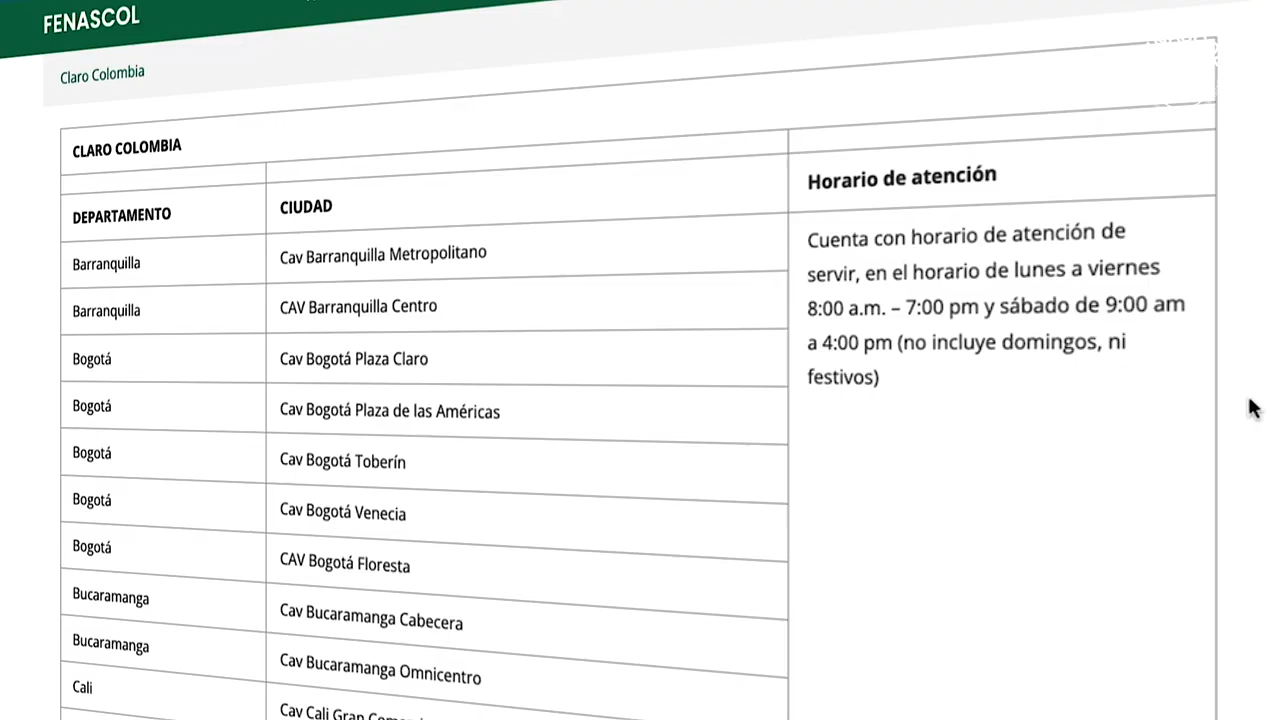 FENASCOL
Claro Colombia
CLARO COLOMBIA
DEPARTAMENTO CIUDAD Horario de atención
Barranquilla Cav Barranquilla Metropolitano
Barranquilla CAV Barranquilla Centro
Bogotá Cav Bogotá Plaza Claro
Bogotá Cav Bogotá Plaza de las Américas
Bogotá Cav Bogotá Toberín
Bogotá Cav Bogotá Venecia
Bogotá CAV Bogotá Floresta
Bucaramanga Cav Bucaramanga Cabecera
Bucaramanga Cav Bucaramanga Omnicentro
Cali Cav Cali Gran
Cuenta con horario de atención de
servir, en el horario de lunes a viernes
8:00 a.m. – 7:00 pm y sábado de 9:00 am
a 4:00 pm (no incluye domingos, ni
festivos)